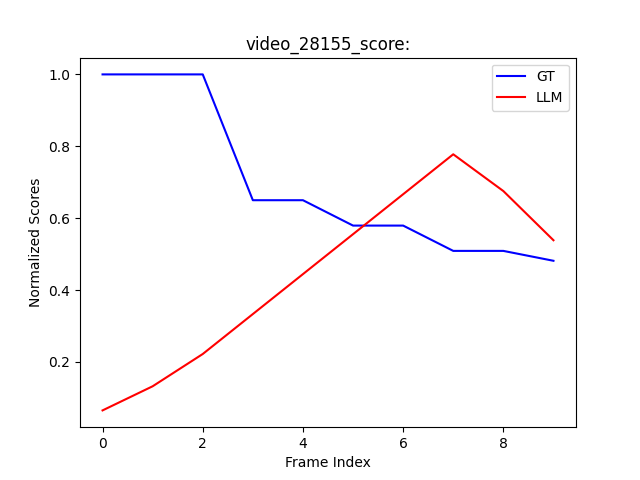 video_28155_score:
GT
LLM
Normalized Scores
1.0
0.8
0.6
0.4
0.2
0 2 4 6 8
Frame Index